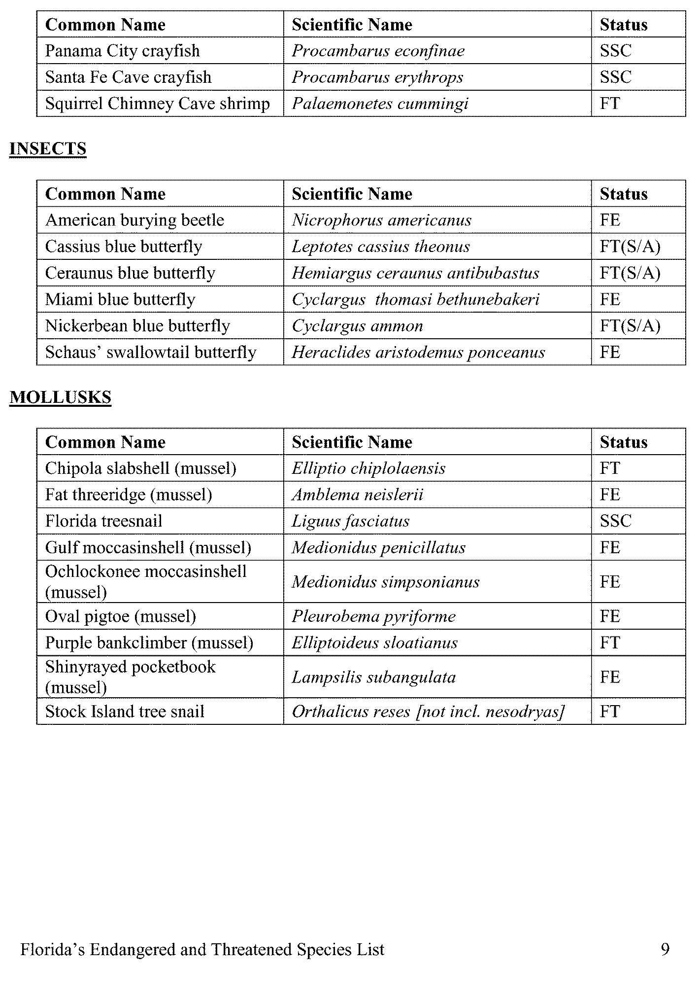 Common Name Scientific Name Status
Panama City crayfish Procambarus econfinae SSC
Santa Fe Cave crayfish Procambarus erythrops SSC
Squirrel Chimney Cave shrimp Palaemonetes cummingi FT
INSECTS
Common Name Scientific Name Status
American burying beetle Nicrophorus americanus FE
Cassius blue butterfly Leptotes cassius theonus FT(S/A)
Ceraunus blue butterfly Hemiargus ceraunus antibubastus FT(S/A)
Miami blue butterfly Cyclargus thomasi bethunebakeri FE
Nickerbean blue butterfly Cyclargus ammon FT(S/A)
Schaus’ swallowtail butterfly Heraclides aristodemus ponceanus FE
MOLLUSKS
Common Name Scientific Name Status
Chipola slabshell (mussel) Elliptio chiplolaensis FT
Fat threeridge (mussel) Amblema neislerii FE
Florida treesnail Liguus fasciatus SSC
Gulf moccasinshell (mussel) Medionidus penicillatus FE
Ochlockonee moccasinshell
(mussel) Medionidus simpsonianus FE
Oval pigtoe (mussel) Pleurobema pyriforme FE
Purple bankclimber (mussel) Elliptoideus sloatianus FT
Shinyrayed pocketbook
(mussel) Lampsilis subangulata FE
Stock Island tree snail Orthalicus reses [not incl. nesodryas] FT
Florida’s Endangered and Threatened Species List 9